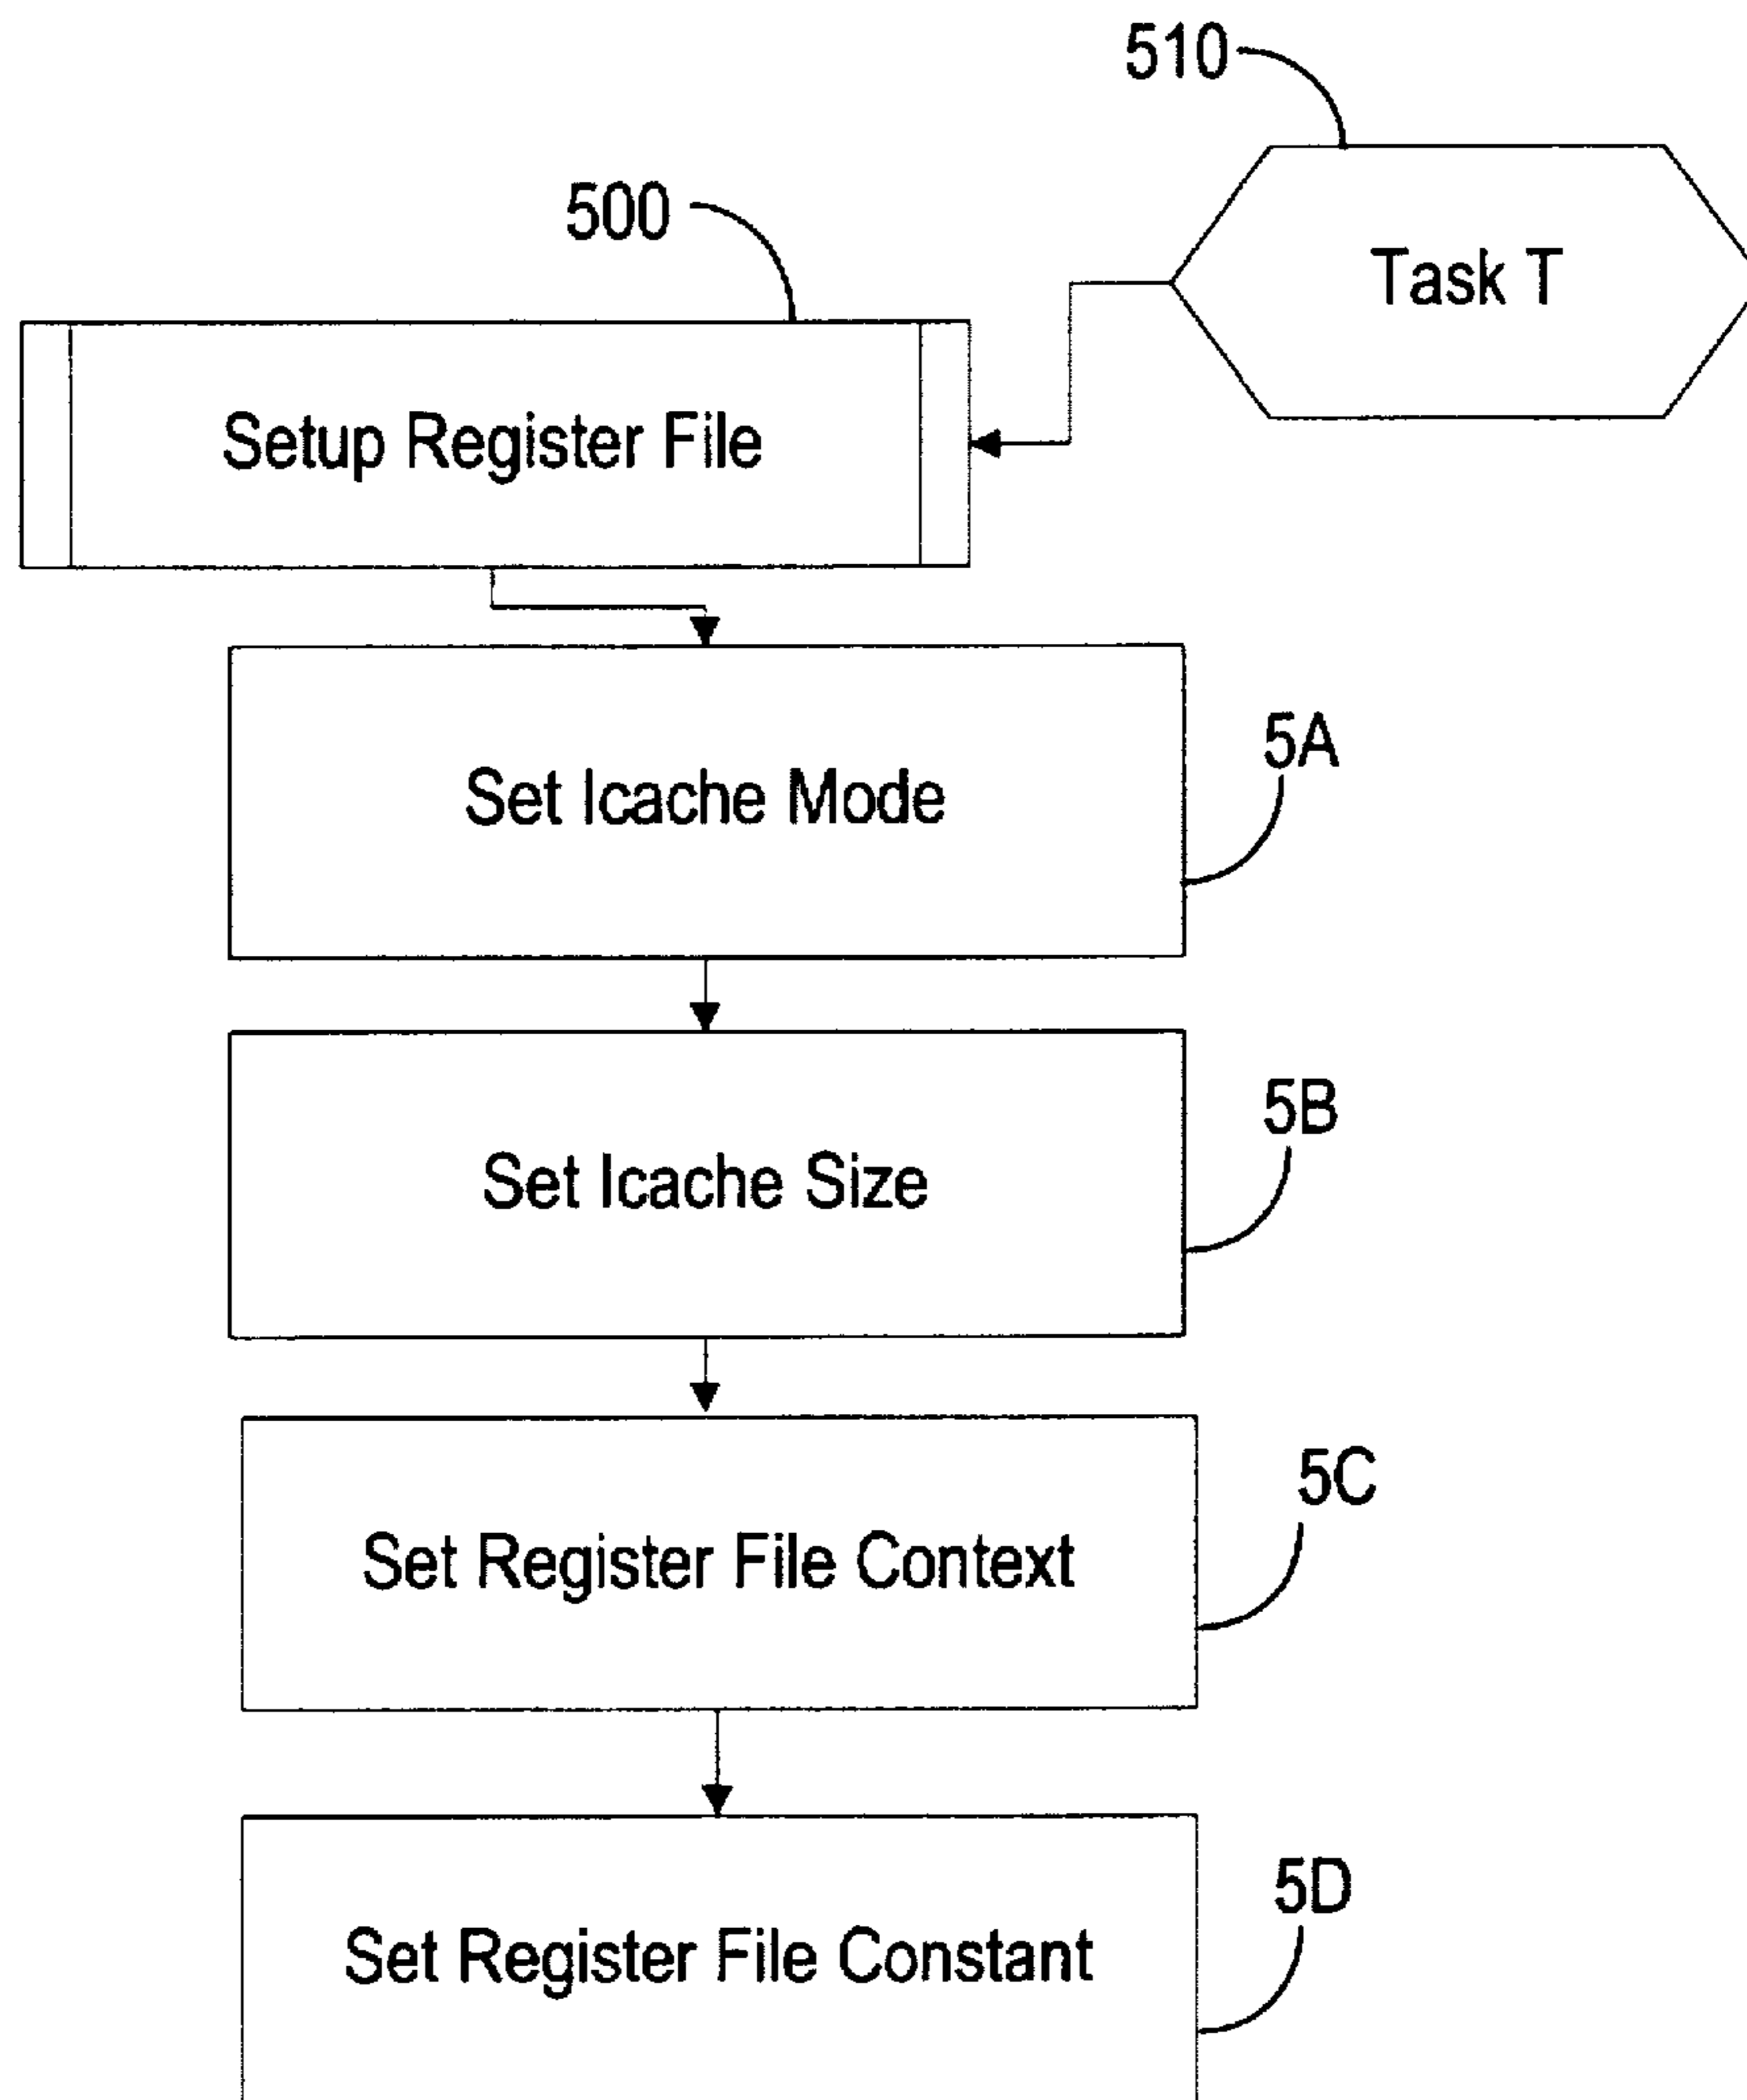 510
Task T
500
Setup Register File
Set Icache Mode
5A
Set Icache Size
5B
Set Register File Context
5C
Set Register File Constant
5D